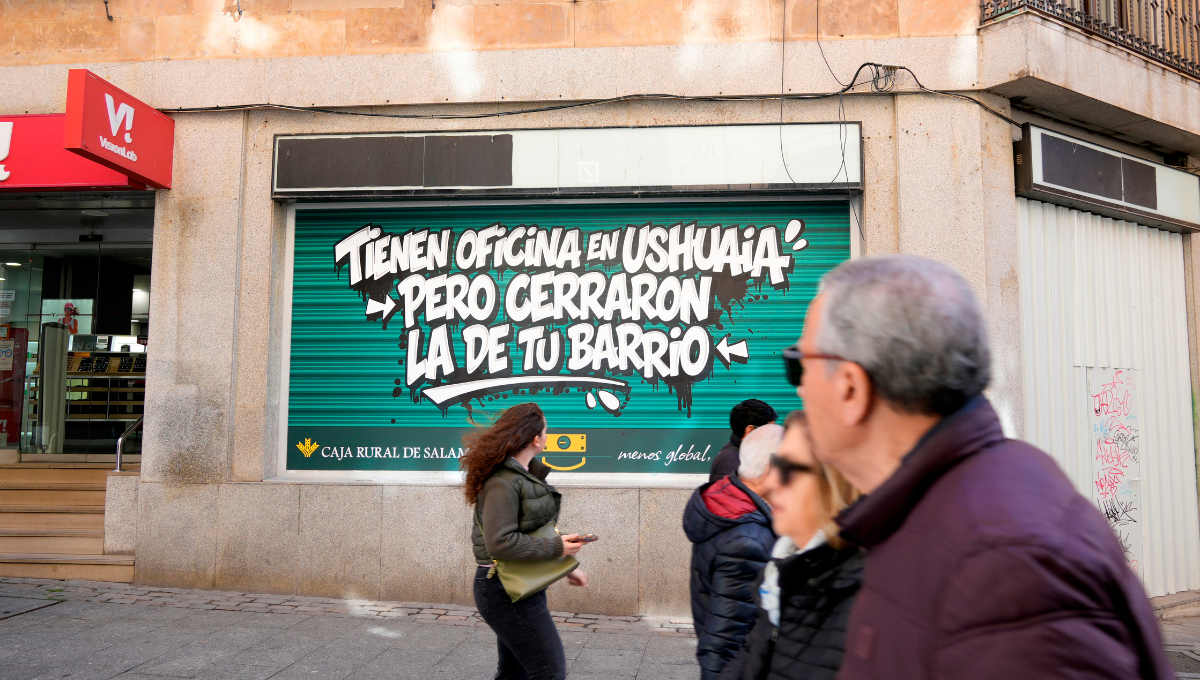 V!
VisionLab
TIENEN OFICINA EN USHUAIA
PERO CERRARON
LA DE TU BARRIO
CAJA RURAL DE SALAM
menos global,